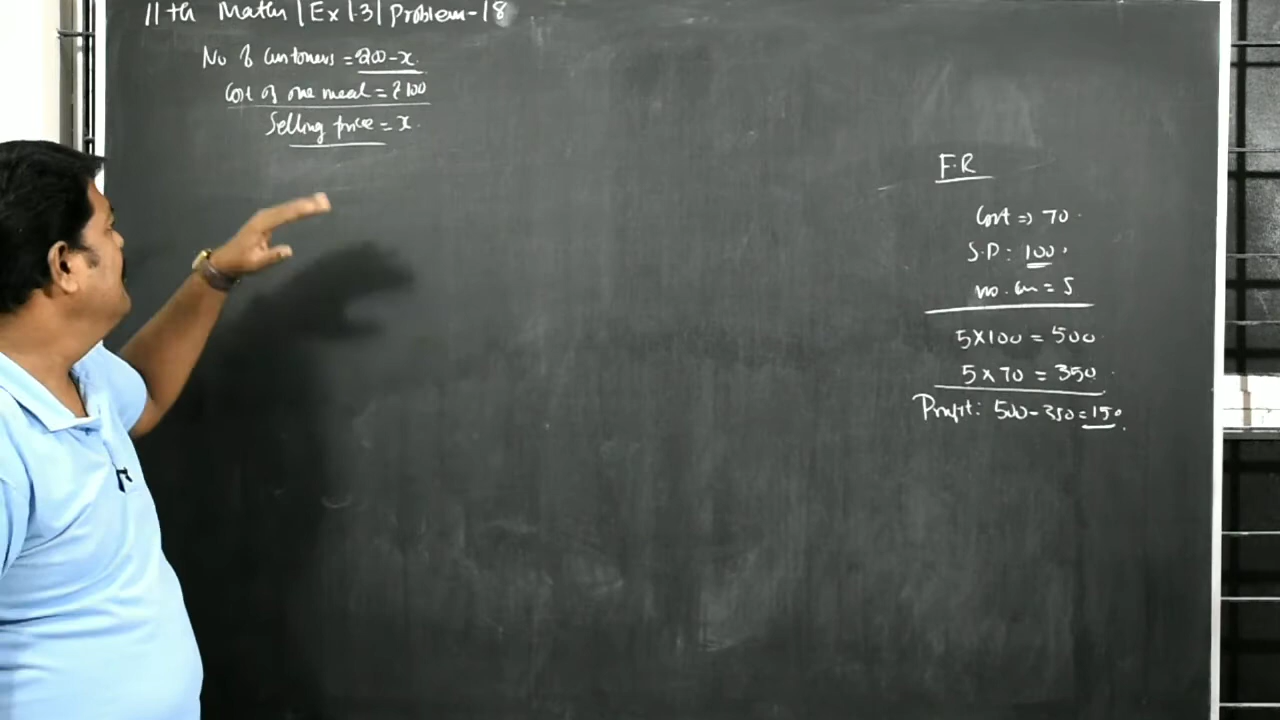 11th Maths | Ex 1.3 | Problem - 18
No of Customers = 200 - x.
Cost of one meal = ₹100
Selling price = x.
F.R
Cost => 70.
S.P: 100.
no. cu = 5
5×100 = 500
5 × 70 = 350
Profit: 500 - 350 = 150